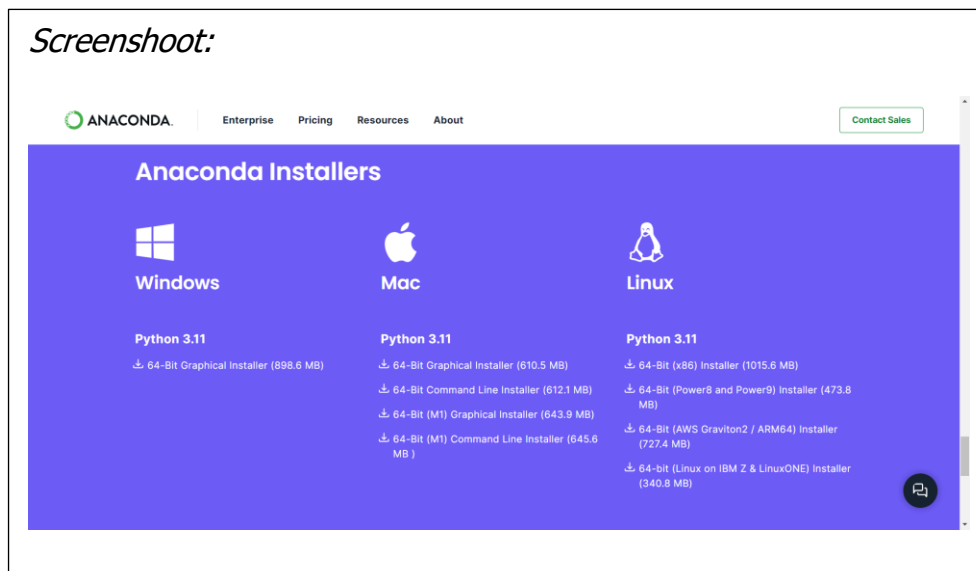 Screenshoot:
ANACONDA.
Enterprise Pricing Resources About
Contact Sales
Anaconda Installers
Windows
Mac
Linux
Python 3.11
64-Bit Graphical Installer (898.6 MB)
Python 3.11
64-Bit Graphical Installer (610.5 MB)
64-Bit Command Line Installer (612.1 MB)
64-Bit (M1) Graphical Installer (643.9 MB)
64-Bit (M1) Command Line Installer (645.6
MB )
Python 3.11
64-Bit (x86) Installer (1015.6 MB)
64-Bit (Power8 and Power9) Installer (473.8
MB)
64-Bit (AWS Graviton2 / ARM64) Installer
(727.4 MB)
64-bit (Linux on IBM Z & LinuxONE) Installer
(340.8 MB)